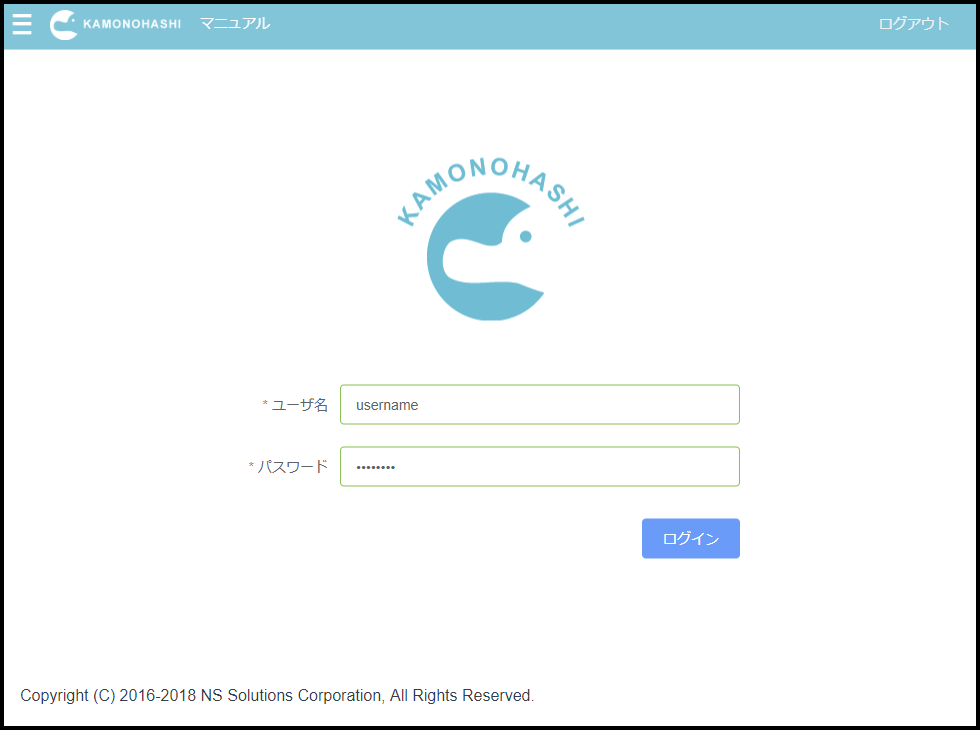 KAMONOHASHI マニュアル ログアウト
KAMONOHASHI
* ユーザ名 username
* パスワード ••••••••
ログイン
Copyright (C) 2016-2018 NS Solutions Corporation, All Rights Reserved.